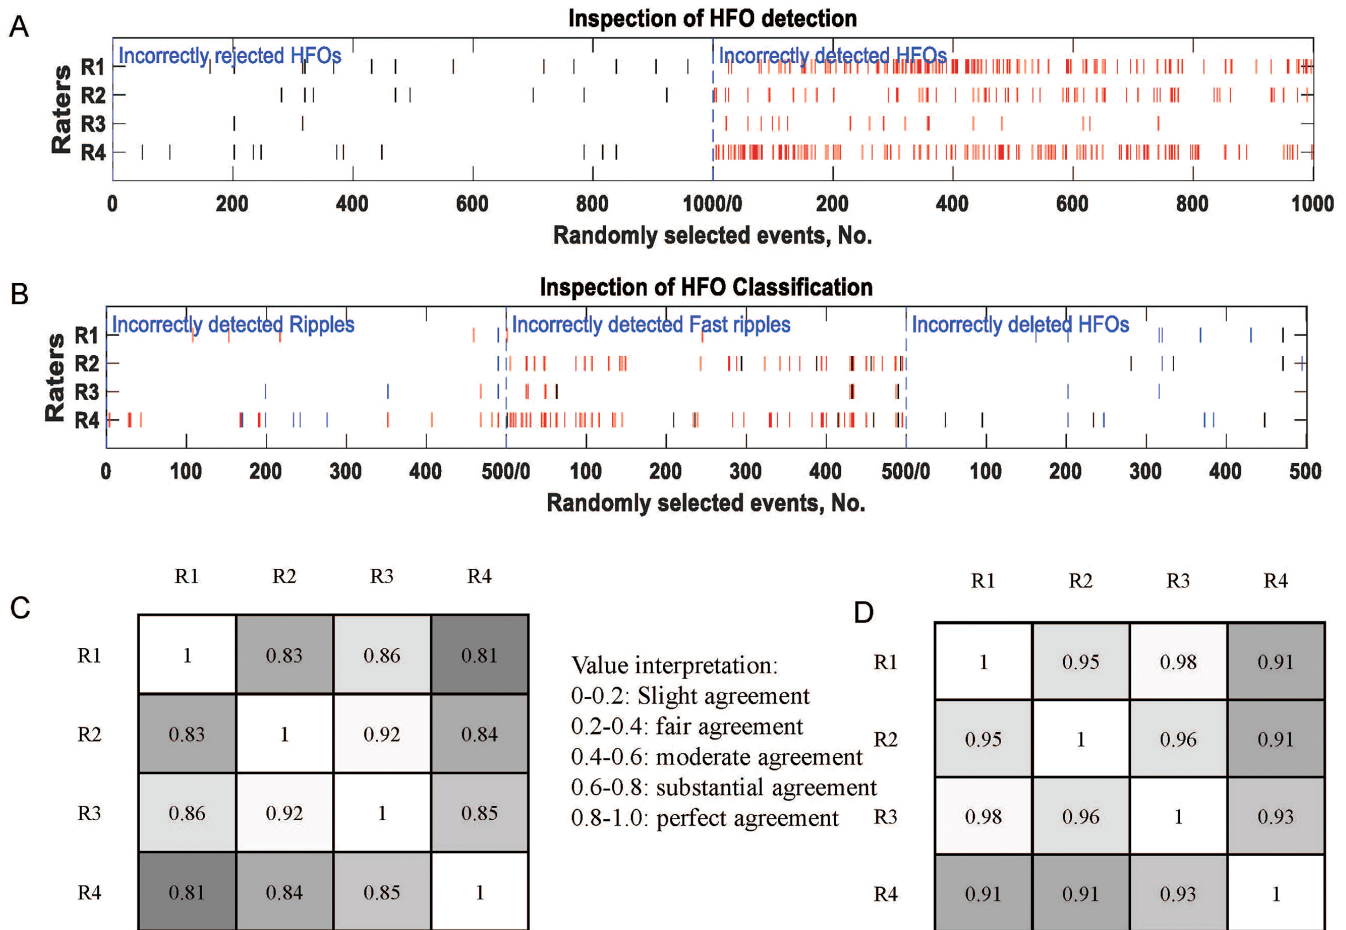 A
Inspection of HFO detection
Incorrectly rejected HFOs
Incorrectly detected HFOs
Raters
R1
R2
R3
R4
0 200 400 600 800 1000/0 200 400 600 800 1000
Randomly selected events, No.
B
Inspection of HFO Classification
Incorrectly detected Ripples
Incorrectly detected Fast ripples
Incorrectly deleted HFOs
Raters
R1
R2
R3
R4
0 100 200 300 400 500/0 100 200 300 400 500/0 100 200 300 400 500
Randomly selected events, No.
C
R1 R2 R3 R4
R1 1 0.83 0.86 0.81
R2 0.83 1 0.92 0.84
R3 0.86 0.92 1 0.85
R4 0.81 0.84 0.85 1
Value interpretation:
0-0.2: Slight agreement
0.2-0.4: fair agreement
0.4-0.6: moderate agreement
0.6-0.8: substantial agreement
0.8-1.0: perfect agreement
D
R1 R2 R3 R4
R1 1 0.95 0.98 0.91
R2 0.95 1 0.96 0.91
R3 0.98 0.96 1 0.93
R4 0.91 0.91 0.93 1